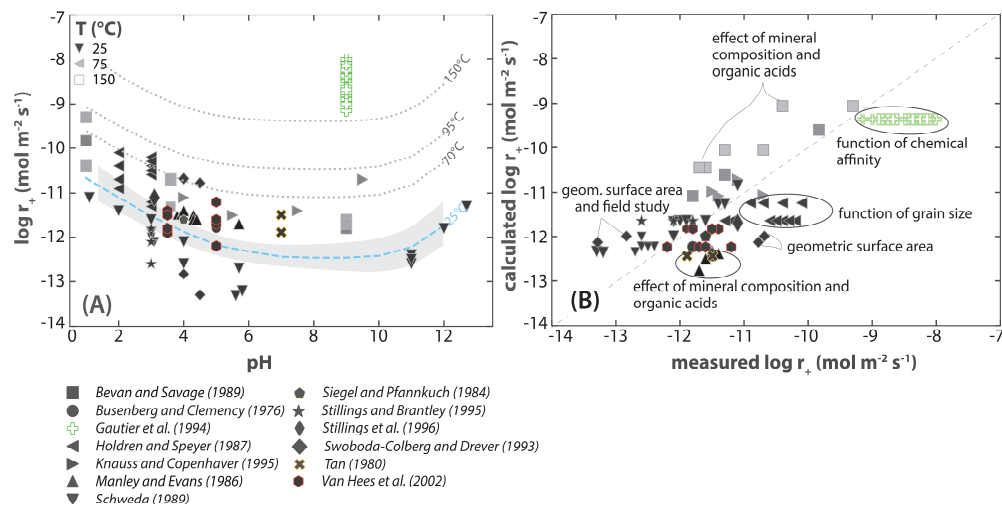 -7
-8
-9
-10
-11
-12
-13
-14
log r+ (mol m-2 s-1)
T (°C)
25
75
150
150°C
95°C
70°C
25°C
(A)
0 2 4 6 8 10 12
pH
-7
-8
-9
-10
-11
-12
-13
-14
calculated log r+ (mol m-2 s-1)
effect of mineral
composition and
organic acids
function of chemical
affinity
geom. surface area
and field study
function of grain size
geometric surface area
effect of mineral composition and
organic acids
(B)
-14 -13 -12 -11 -10 -9 -8 -7
measured log r+ (mol m-2 s-1)
Bevan and Savage (1989)
Busenberg and Clemency (1976)
Gautier et al. (1994)
Holdren and Speyer (1987)
Knauss and Copenhaver (1995)
Manley and Evans (1986)
Schweda (1989)
Siegel and Pfannkuch (1984)
Stillings and Brantley (1995)
Stillings et al. (1996)
Swoboda-Colberg and Drever (1993)
Tan (1980)
Van Hees et al. (2002)